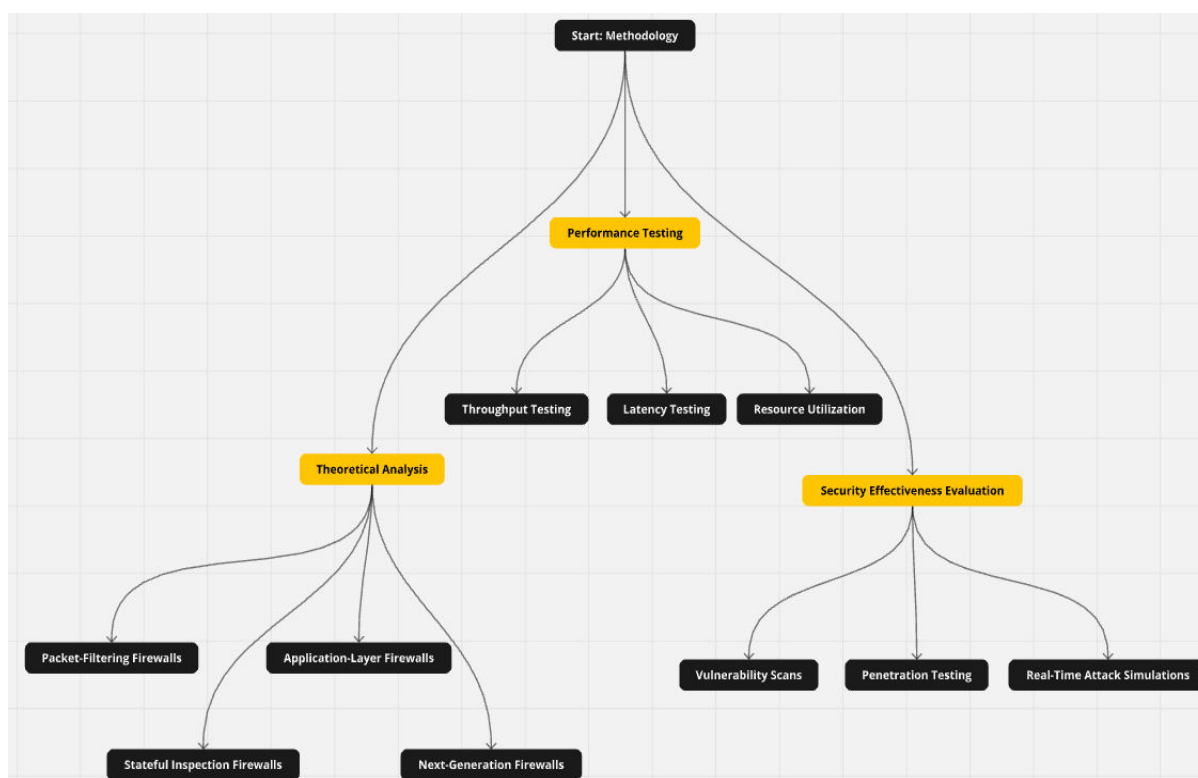 Start: Methodology
Performance Testing
Throughput Testing
Latency Testing
Resource Utilization
Theoretical Analysis
Security Effectiveness Evaluation
Packet-Filtering Firewalls
Application-Layer Firewalls
Vulnerability Scans
Penetration Testing
Real-Time Attack Simulations
Stateful Inspection Firewalls
Next-Generation Firewalls